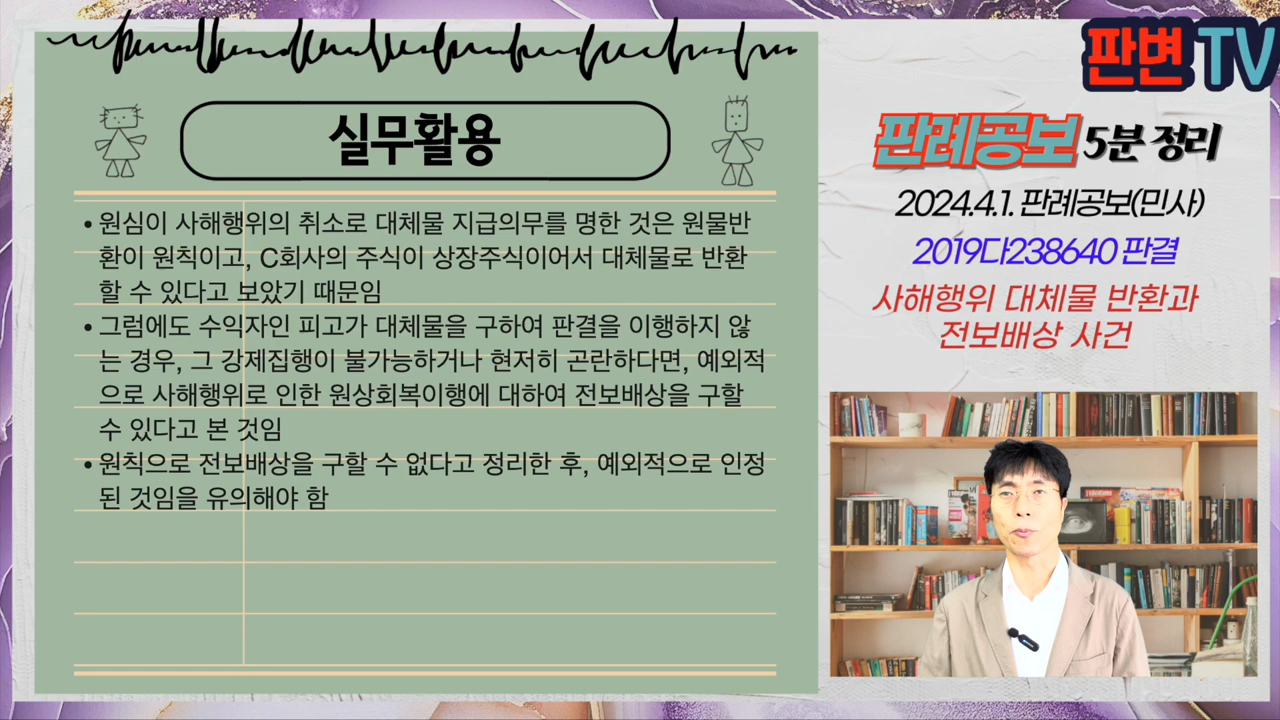 실무활용
• 원심이 사해행위의 취소로 대체물 지급의무를 명한 것은 원물반
환이 원칙이고, C회사의 주식이 상장주식이어서 대체물로 반환
할 수 있다고 보았기 때문임
• 그럼에도 수익자인 피고가 대체물을 구하여 판결을 이행하지 않
는 경우, 그 강제집행이 불가능하거나 현저히 곤란하다면, 예외적
으로 사해행위로 인한 원상회복이행에 대하여 전보배상을 구할
수 있다고 본 것임
• 원칙으로 전보배상을 구할 수 없다고 정리한 후, 예외적으로 인정
된 것임을 유의해야 함
판변 TV
판례공보 5분 정리
2024.4.1. 판례공보(민사)
2019다238640 판결
사해행위 대체물 반환과
전보배상 사건